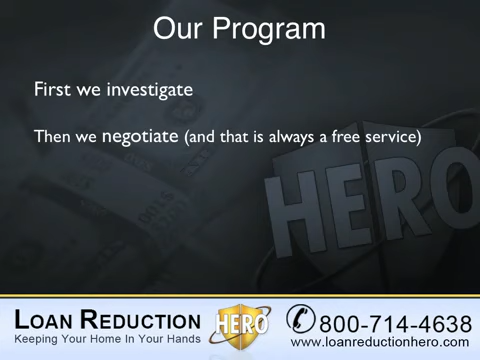 Our Program
First we investigate
Then we negotiate (and that is always a free service)
HERO
LOAN REDUCTION
HERO
800-714-4638
Keeping Your Home In Your Hands
www.loanreductionhero.com